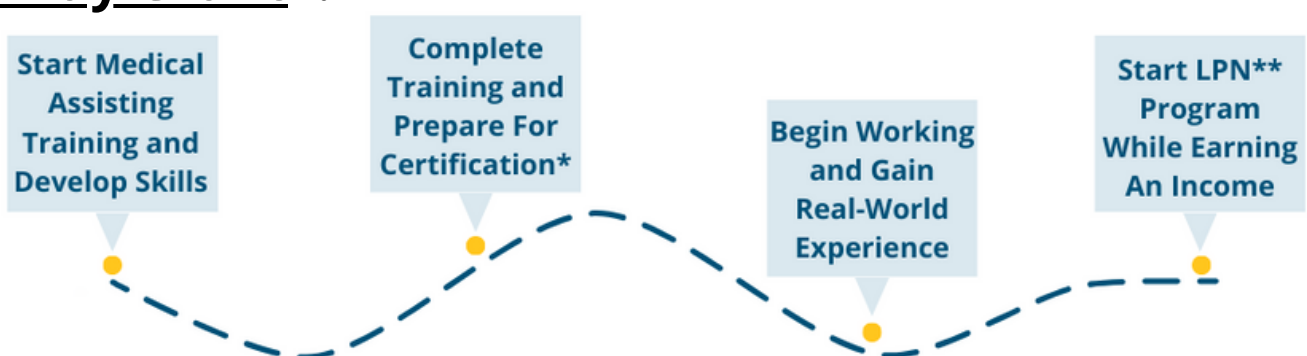 Start Medical
Assisting
Training and
Develop Skills
Complete
Training and
Prepare For
Certification*
Begin Working
and Gain
Real-World
Experience
Start LPN**
Program
While Earning
An Income